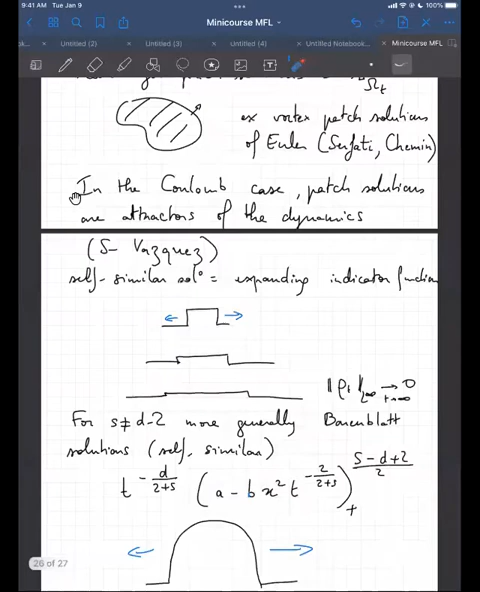 9:41 AM Tue Jan 9
100%
Minicourse MFL
Untitled (2)
Untitled (3)
Untitled (4)
Untitled Notebook...
Minicourse MFL
Ωt
ex vortex patch solutions
of Euler (Serfati, Chemin)
In the Coulomb case, patch solutions
are attractors of the dynamics
(S– Vazquez)
self-similar sol° = expanding indicator function
‖ρt‖L∞ → 0
t→∞
For s≠d-2 more generally Barenblatt
solutions (self-similar)
t^{-d/(2+s)} (a - b x² t^{-2/(2+s)})_+^{(s-d+2)/2}
26 of 27